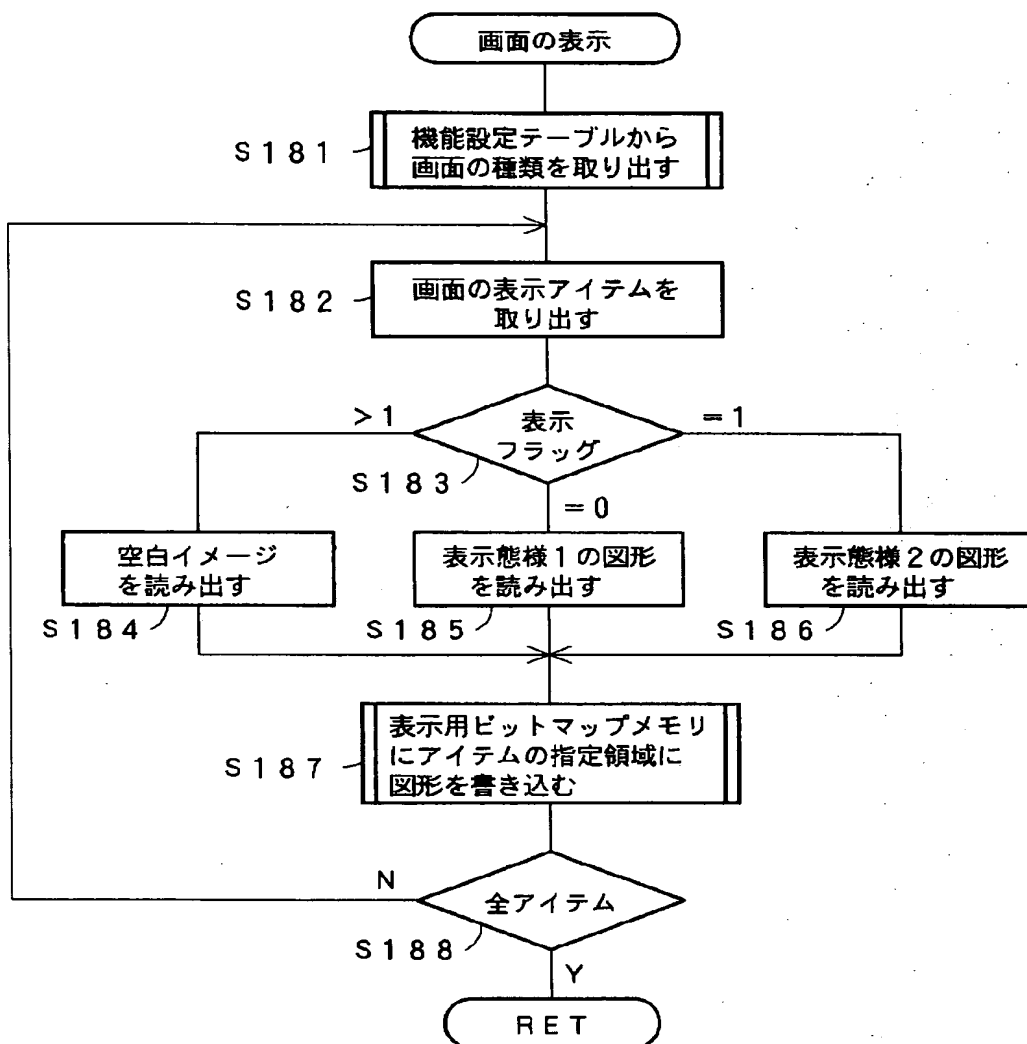 画面の表示
S181
機能設定テーブルから
画面の種類を取り出す
S182
画面の表示アイテムを
取り出す
>1
表示
フラッグ
=1
S183
=0
空白イメージ
を読み出す
表示態様1の図形
を読み出す
表示態様2の図形
を読み出す
S184
S185
S186
S187
表示用ビットマップメモリ
にアイテムの指定領域に
図形を書き込む
N
全アイテム
S188
Y
RET